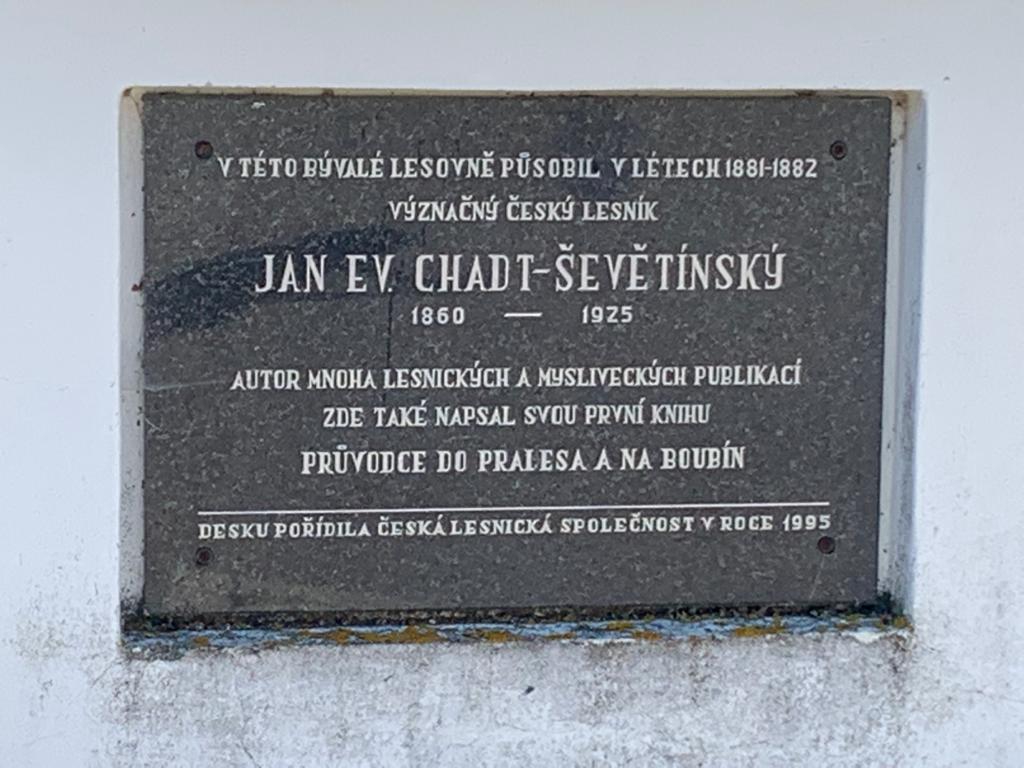 V TÉTO BÝVALÉ LESOVNĚ PŮSOBIL V LÉTECH 1881-1882
VÝZNAČNÝ ČESKÝ LESNÍK
JAN EV. CHADT-ŠEVĚTÍNSKÝ
1860 — 1925
AUTOR MNOHA LESNICKÝCH A MYSLIVECKÝCH PUBLIKACÍ
ZDE TAKÉ NAPSAL SVOU PRVNÍ KNIHU
PRŮVODCE DO PRALESA A NA BOUBÍN
DESKU POŘÍDILA ČESKÁ LESNICKÁ SPOLEČNOST V ROCE 1995